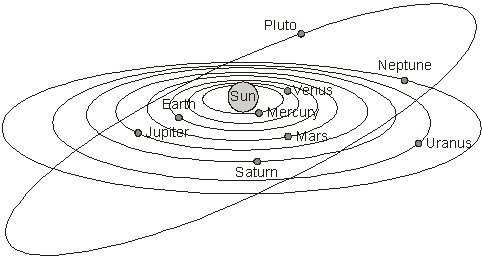 Pluto
Neptune
Sun
Venus
Earth
Mercury
Jupiter
Mars
Uranus
Saturn